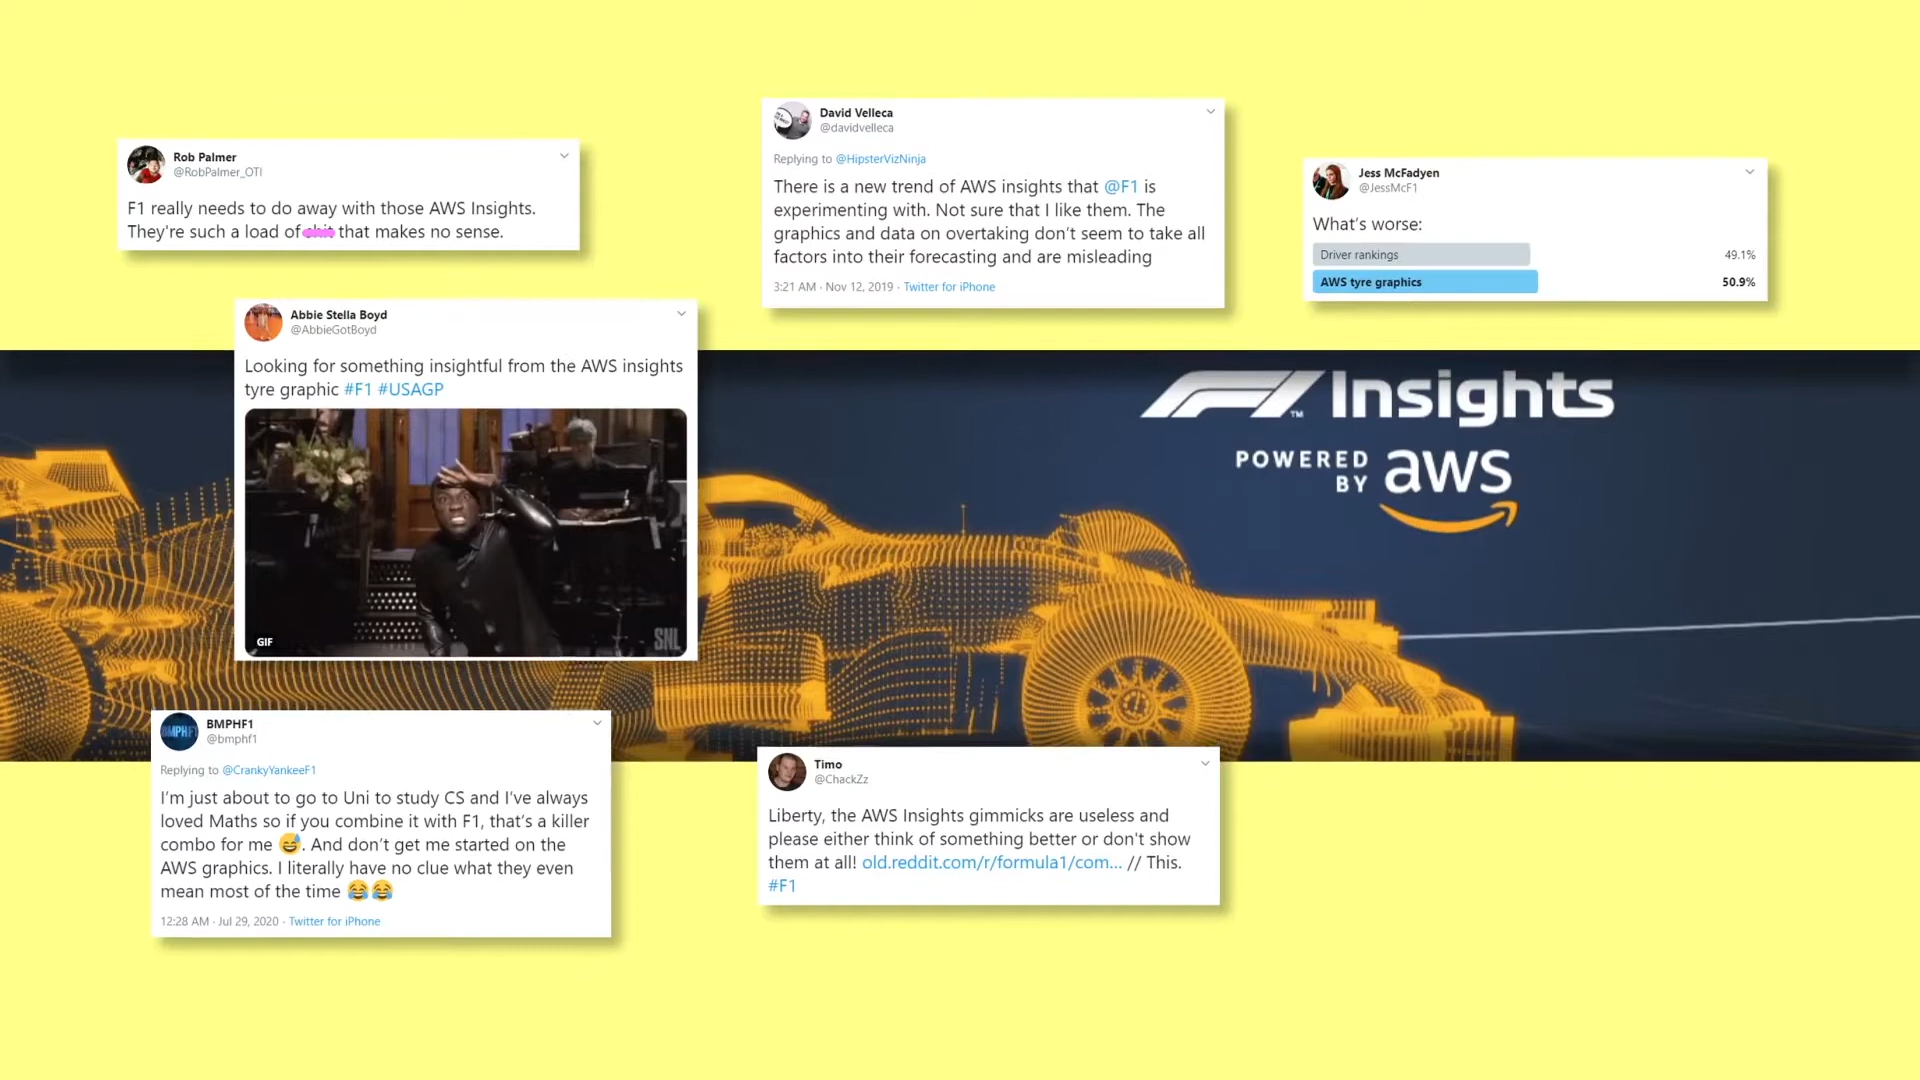 Rob Palmer
@RobPalmer_OTI
F1 really needs to do away with those AWS Insights.
They're such a load of that makes no sense.
David Velleca
@davidvelleca
Replying to @HipsterVizNinja
There is a new trend of AWS insights that @F1 is
experimenting with. Not sure that I like them. The
graphics and data on overtaking don't seem to take all
factors into their forecasting and are misleading
3:21 AM · Nov 12, 2019 · Twitter for iPhone
Jess McFadyen
@JessMcF1
What's worse:
Driver rankings 49.1%
AWS tyre graphics 50.9%
Abbie Stella Boyd
@AbbieGotBoyd
Looking for something insightful from the AWS insights
tyre graphic #F1 #USAGP
GIF
SNL
F1 Insights
POWERED
BY aws
BMPHF1
BMPHF1
@bmphf1
Replying to @CrankyYankeeF1
I'm just about to go to Uni to study CS and I've always
loved Maths so if you combine it with F1, that's a killer
combo for me 😅. And don't get me started on the
AWS graphics. I literally have no clue what they even
mean most of the time 😂😂
12:28 AM · Jul 29, 2020 · Twitter for iPhone
Timo
@ChackZz
Liberty, the AWS Insights gimmicks are useless and
please either think of something better or don't show
them at all! old.reddit.com/r/formula1/com... // This.
#F1